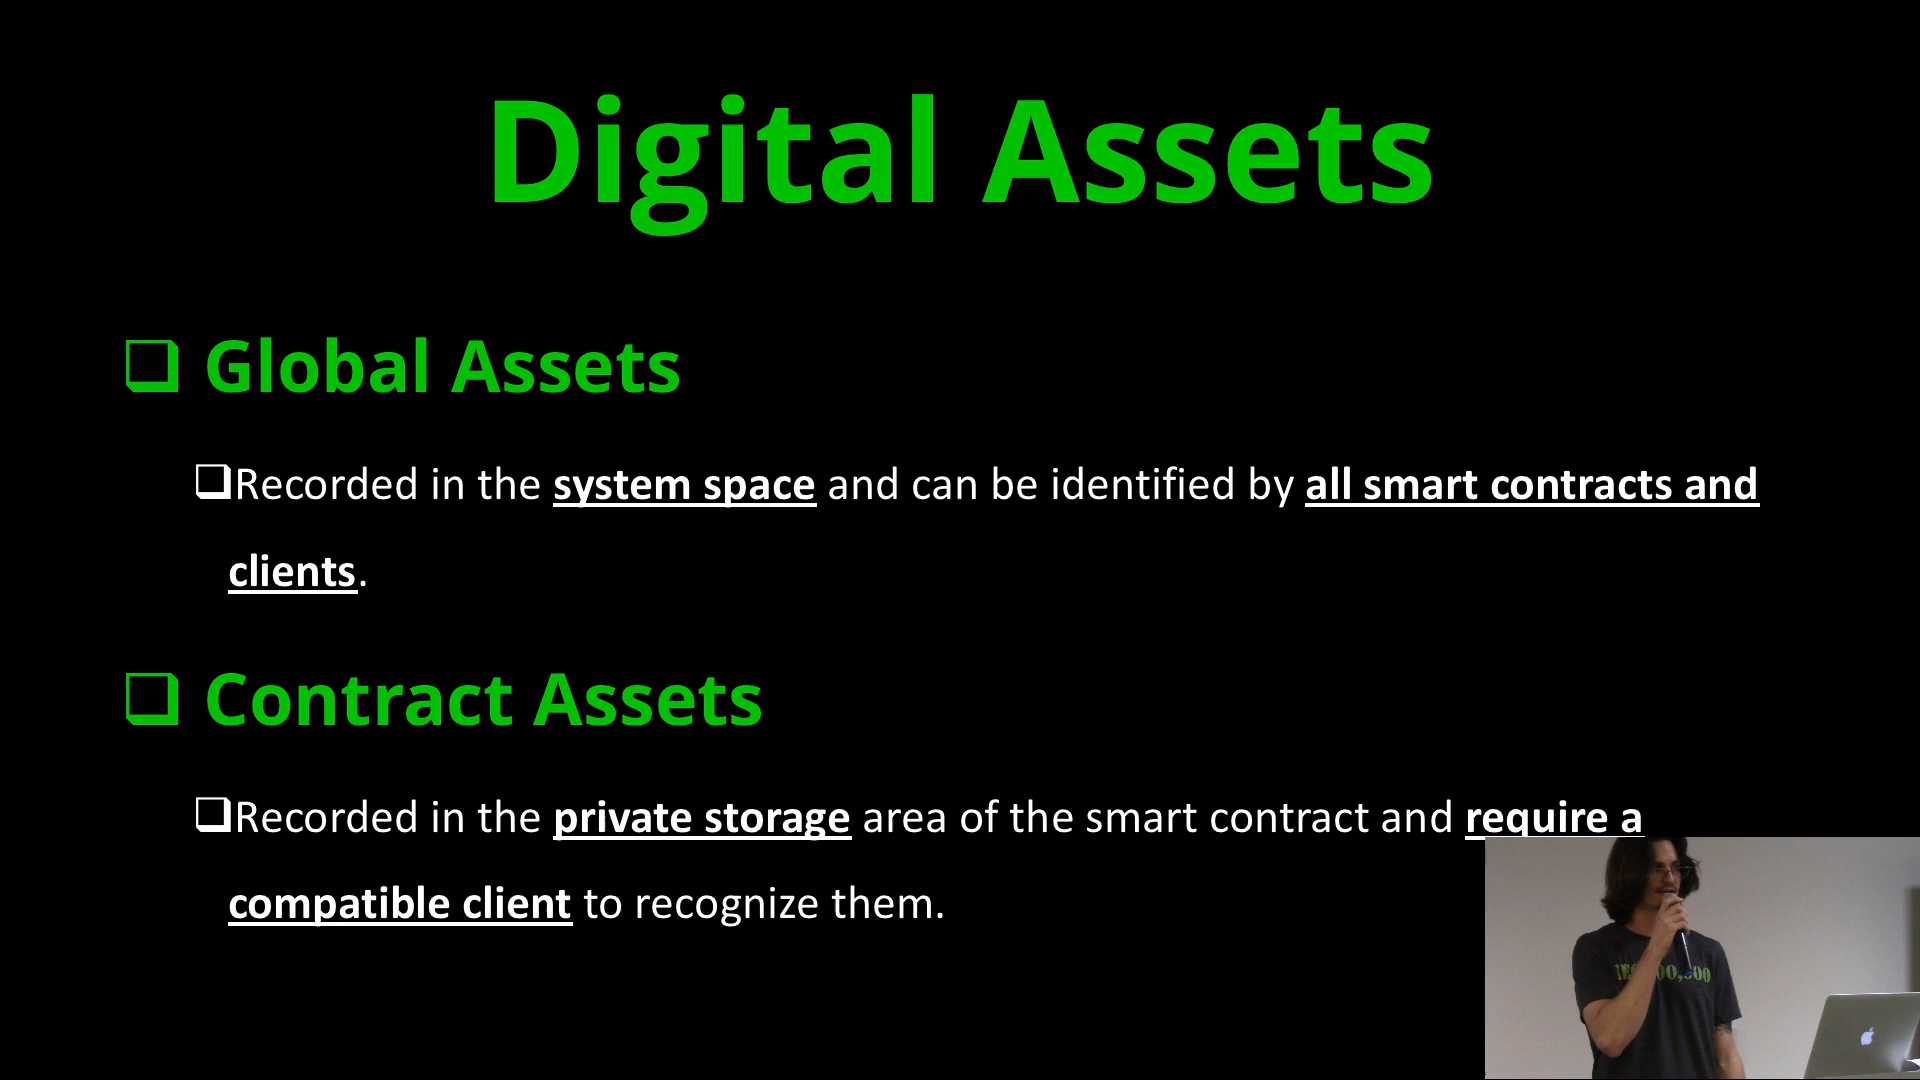 Digital Assets
❑ Global Assets
❑Recorded in the system space and can be identified by all smart contracts and
clients.
❑ Contract Assets
❑Recorded in the private storage area of the smart contract and require a
compatible client to recognize them.